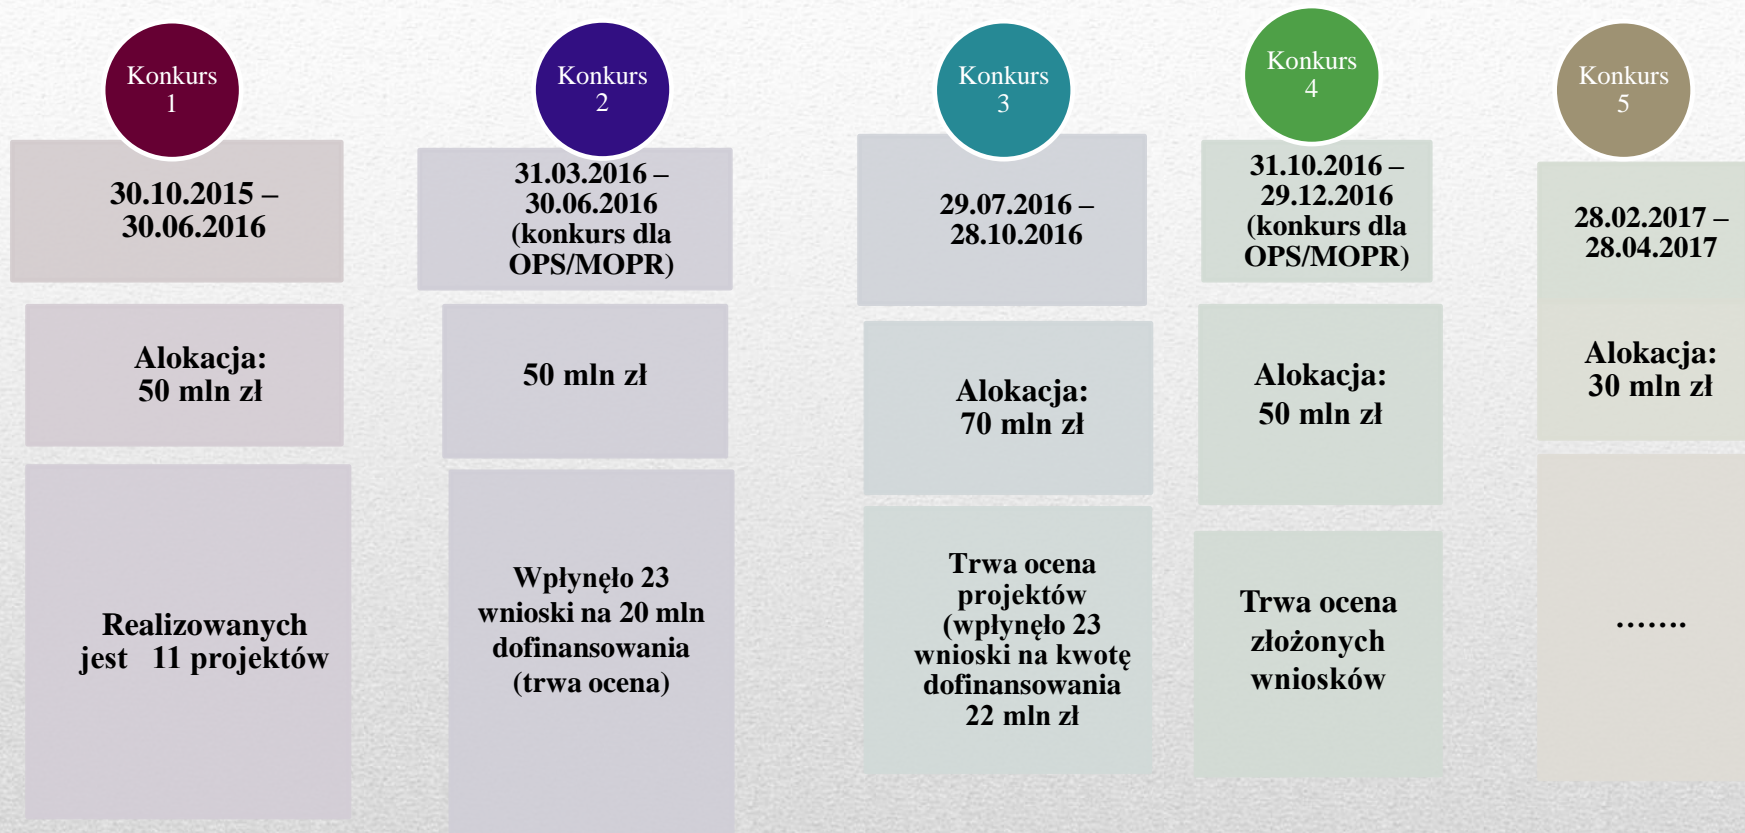 Konkurs
1
30.10.2015 –
30.06.2016
Alokacja:
50 mln zł
Realizowanych
jest 11 projektów
Konkurs
2
31.03.2016 –
30.06.2016
(konkurs dla
OPS/MOPR)
50 mln zł
Wpłynęło 23
wnioski na 20 mln
dofinansowania
(trwa ocena)
Konkurs
3
29.07.2016 –
28.10.2016
Alokacja:
70 mln zł
Trwa ocena
projektów
(wpłynęło 23
wnioski na kwotę
dofinansowania
22 mln zł
Konkurs
4
31.10.2016 –
29.12.2016
(konkurs dla
OPS/MOPR)
Alokacja:
50 mln zł
Trwa ocena
złożonych
wniosków
Konkurs
5
28.02.2017 –
28.04.2017
Alokacja:
30 mln zł
…….